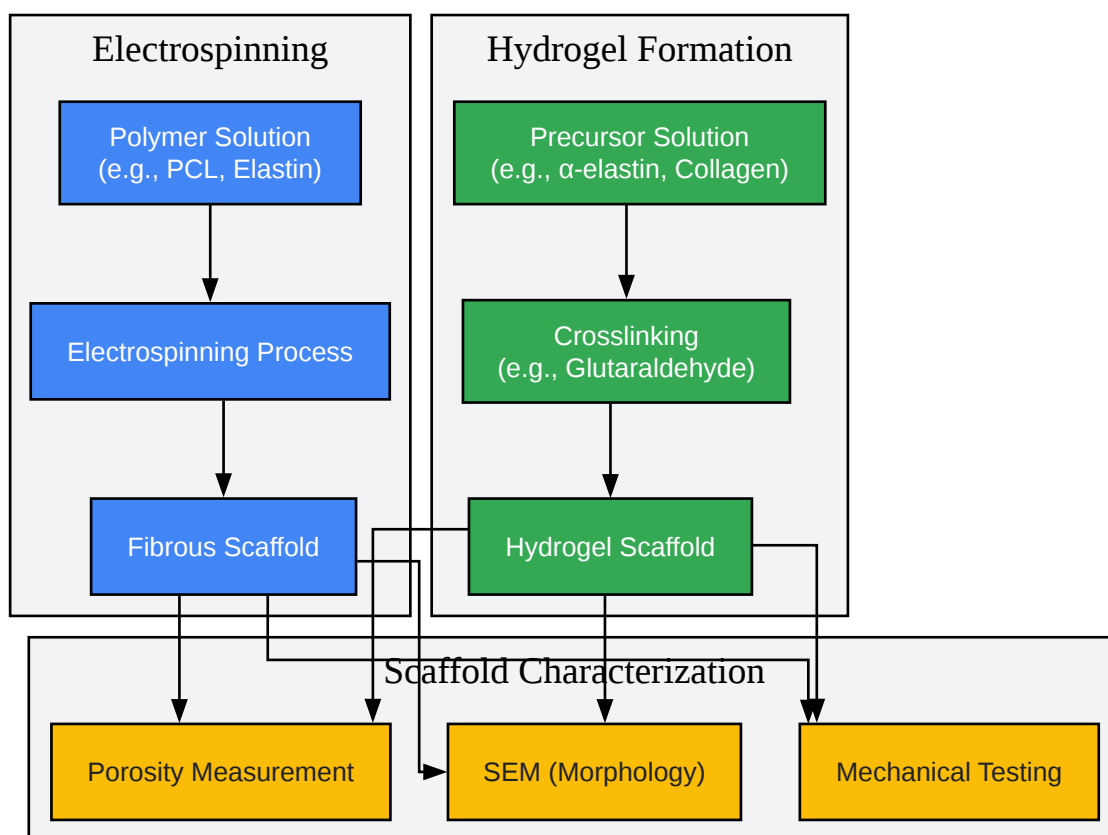 Electrospinning
Polymer Solution
(e.g., PCL, Elastin)
Electrospinning Process
Fibrous Scaffold
Hydrogel Formation
Precursor Solution
(e.g., α-elastin, Collagen)
Crosslinking
(e.g., Glutaraldehyde)
Hydrogel Scaffold
Scaffold Characterization
Porosity Measurement
SEM (Morphology)
Mechanical Testing